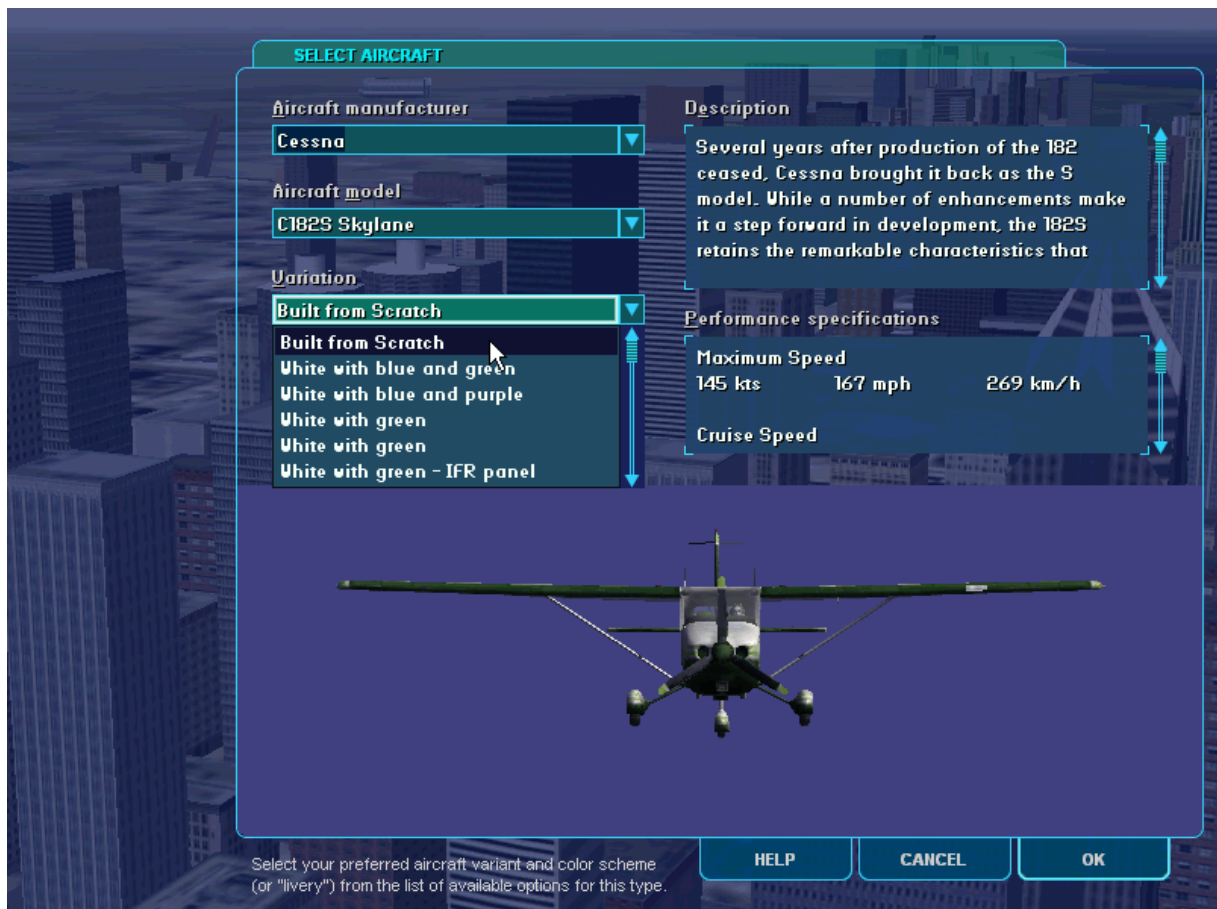 SELECT AIRCRAFT
Aircraft manufacturer
Cessna
Aircraft model
C182S Skylane
Variation
Built from Scratch
Built from Scratch
White with blue and green
White with blue and purple
White with green
White with green
White with green - IFR panel
Description
Several years after production of the 182
ceased, Cessna brought it back as the S
model. While a number of enhancements make
it a step forward in development, the 182S
retains the remarkable characteristics that
Performance specifications
Maximum Speed
145 kts 167 mph 269 km/h
Cruise Speed
Select your preferred aircraft variant and color scheme
(or "livery") from the list of available options for this type.
HELP CANCEL OK